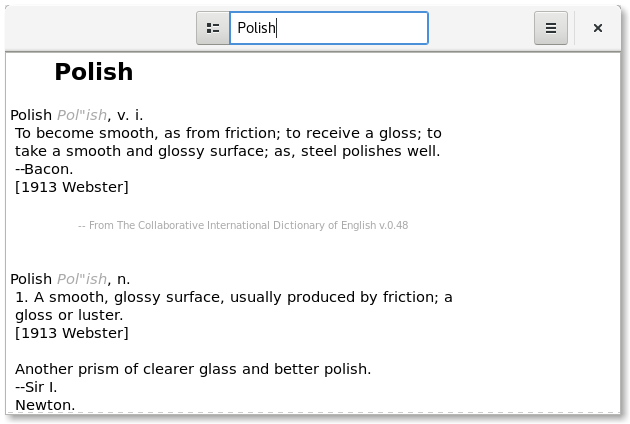 Polish
Polish
Polish Pol"ish, v. i.
To become smooth, as from friction; to receive a gloss; to
take a smooth and glossy surface; as, steel polishes well.
--Bacon.
[1913 Webster]
-- From The Collaborative International Dictionary of English v.0.48
Polish Pol"ish, n.
1. A smooth, glossy surface, usually produced by friction; a
gloss or luster.
[1913 Webster]
Another prism of clearer glass and better polish.
--Sir I.
Newton.